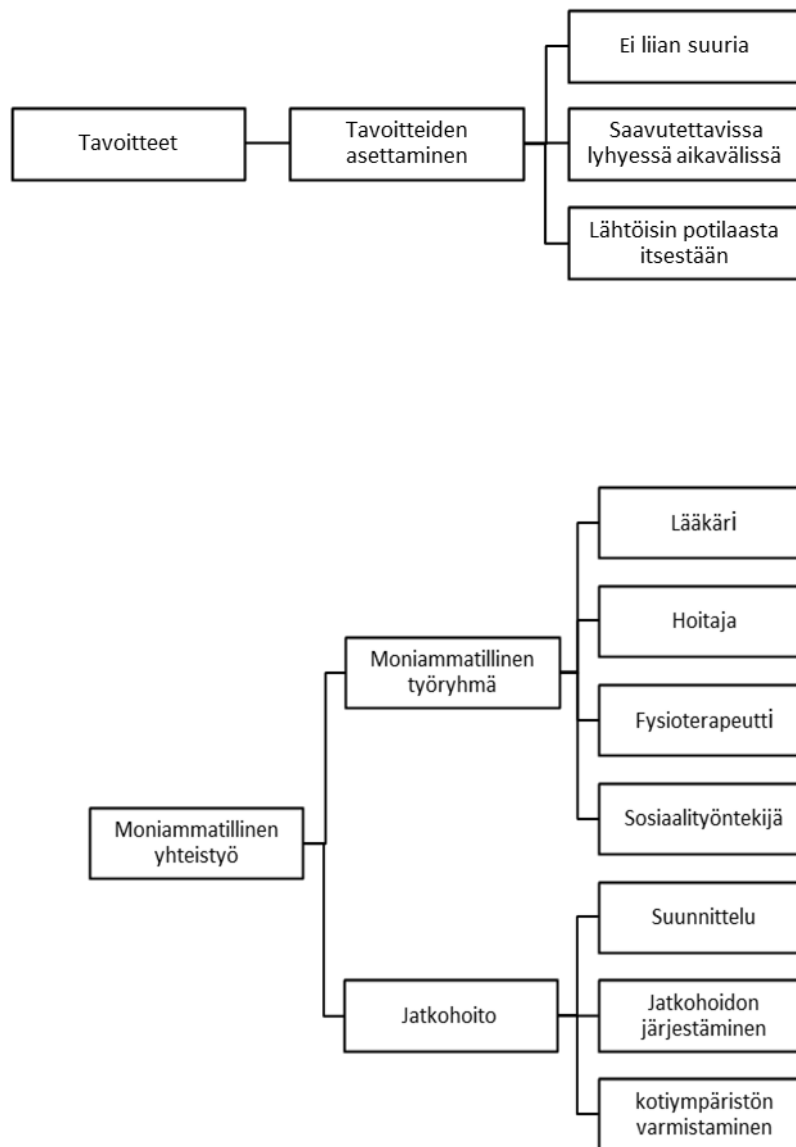 Ei liian suuria
Tavoitteet
Tavoitteiden
asettaminen
Saavutettavissa
lyhyessä aikavälissä
Lähtöisin potilaasta
itsestään
Lääkäri
Hoitaja
Moniammatillinen
työryhmä
Fysioterapeutti
Sosiaalityöntekijä
Moniammatillinen
yhteistyö
Suunnittelu
Jatkohoito
Jatkohoidon
järjestäminen
kotiympäristön
varmistaminen